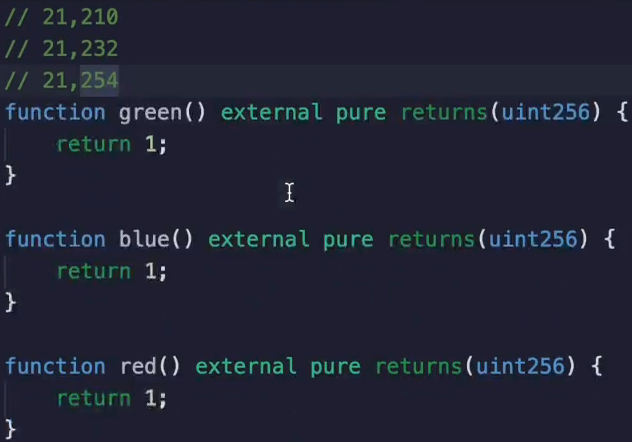 // 21,210
// 21,232
// 21,254
function green() external pure returns(uint256) {
    return 1;
}
function blue() external pure returns(uint256) {
    return 1;
}
function red() external pure returns(uint256) {
    return 1;
}